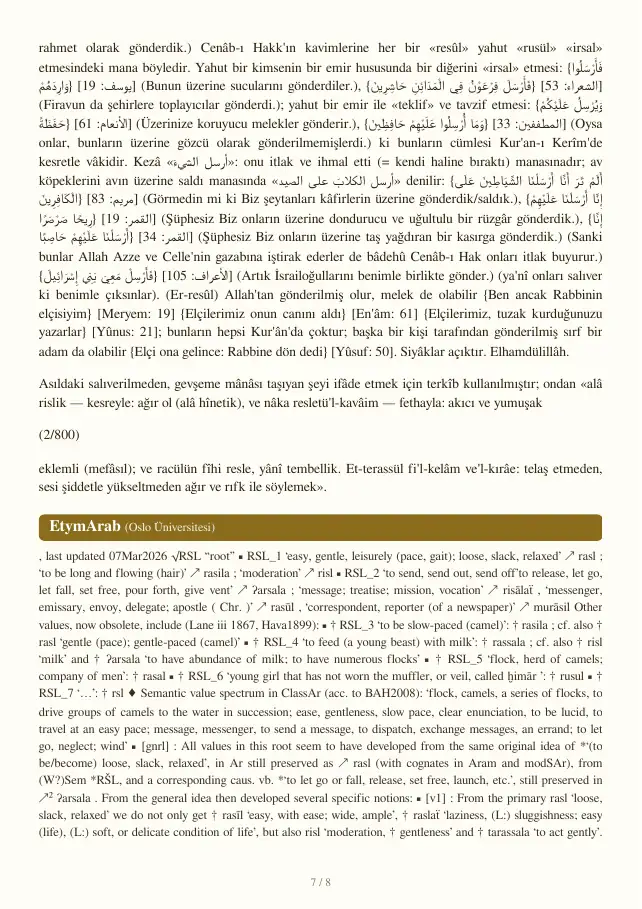 rahmet olarak gönderdik.) Cenâb-ı Hakk'ın kavimlerine her bir «resûl» yahut «rusül» «irsal»
etmesindeki mana böyledir. Yahut bir kimsenin bir emir hususunda bir diğerini «irsal» etmesi: {فَأَرْسَلُوا
وَارِدَهُمْ} [يوسف: 19] (Bunun üzerine sucularını gönderdiler.), {فَأَرْسَلَ فِرْعَوْنُ فِي الْمَدَائِنِ حَاشِرِينَ} [الشعراء: 53]
(Firavun da şehirlere toplayıcılar gönderdi.); yahut bir emir ile «teklif» ve tavzif etmesi: {وَيُرْسِلُ عَلَيْكُمْ
حَفَظَةً} [الأنعام: 61] (Üzerinize koruyucu melekler gönderir.), {وَمَا أُرْسِلُوا عَلَيْهِمْ حَافِظِينَ} [المطففين: 33] (Oysa
onlar, bunların üzerine gözcü olarak gönderilmemişlerdi.) ki bunların cümlesi Kur'an-ı Kerîm'de
kesretle vâkidir. Kezâ «أرسل الشيء»: onu itlak ve ihmal etti (= kendi haline bıraktı) manasınadır; av
köpeklerini avın üzerine saldı manasında «أرسل الكلابَ على الصيد» denilir: {أَلَمْ تَرَ أَنَّا أَرْسَلْنَا الشَّيَاطِينَ عَلَى
الْكَافِرِينَ} [مريم: 83] (Görmedin mi ki Biz şeytanları kâfirlerin üzerine gönderdik/saldık.), {إِنَّا أَرْسَلْنَا عَلَيْهِمْ
رِيحًا صَرْصَرًا} [القمر: 19] (Şüphesiz Biz onların üzerine dondurucu ve uğultulu bir rüzgâr gönderdik.), {إِنَّا
أَرْسَلْنَا عَلَيْهِمْ حَاصِبًا} [القمر: 34] (Şüphesiz Biz onların üzerine taş yağdıran bir kasırga gönderdik.) (Sanki
bunlar Allah Azze ve Celle'nin gazabına iştirak ederler de bâdehû Cenâb-ı Hak onları itlak buyurur.)
{فَأَرْسِلْ مَعِيَ بَنِي إِسْرَائِيلَ} [الأعراف: 105] (Artık İsrailoğullarını benimle birlikte gönder.) (ya'nî onları salıver
ki benimle çıksınlar). (Er-resûl) Allah'tan gönderilmiş olur, melek de olabilir {Ben ancak Rabbinin
elçisiyim} [Meryem: 19] {Elçilerimiz onun canını aldı} [En'âm: 61] {Elçilerimiz, tuzak kurduğunuzu
yazarlar} [Yûnus: 21]; bunların hepsi Kur'ân'da çoktur; başka bir kişi tarafından gönderilmiş sırf bir
adam da olabilir {Elçi ona gelince: Rabbine dön dedi} [Yûsuf: 50]. Siyâklar açıktır. Elhamdülillâh.
Asıldaki salıverilmeden, gevşeme mânâsı taşıyan şeyi ifâde etmek için terkîb kullanılmıştır; ondan «alâ
rislik — kesreyle: ağır ol (alâ hînetik), ve nâka resletü'l-kavâim — fethayla: akıcı ve yumuşak
(2/800)
eklemli (mefâsıl); ve racülün fîhi resle, yânî tembellik. Et-terassül fi'l-kelâm ve'l-kırâe: telaş etmeden,
sesi şiddetle yükseltmeden ağır ve rıfk ile söylemek».
EtymArab (Oslo Üniversitesi)
, last updated 07Mar2026 √RSL “root” ▪ RSL_1 ‘easy, gentle, leisurely (pace, gait); loose, slack, relaxed’ ↗ rasl ;
‘to be long and flowing (hair)’ ↗ rasila ; ‘moderation’ ↗ risl ▪ RSL_2 ‘to send, send out, send off’to release, let go,
let fall, set free, pour forth, give vent’ ↗ ʔarsala ; ‘message; treatise; mission, vocation’ ↗ risālaẗ , ‘messenger,
emissary, envoy, delegate; apostle ( Chr. )’ ↗ rasūl , ‘correspondent, reporter (of a newspaper)’ ↗ murāsil Other
values, now obsolete, include (Lane iii 1867, Hava1899): ▪ † RSL_3 ‘to be slow-paced (camel)’: † rasila ; cf. also †
rasl ‘gentle (pace); gentle-paced (camel)’ ▪ † RSL_4 ‘to feed (a young beast) with milk’: † rassala ; cf. also † risl
‘milk’ and † ʔarsala ‘to have abundance of milk; to have numerous flocks’ ▪ † RSL_5 ‘flock, herd of camels;
company of men’: † rasal ▪ † RSL_6 ‘young girl that has not worn the muffler, or veil, called ḫimār ’: † rusul ▪ †
RSL_7 ‘…’: † rsl ♦ Semantic value spectrum in ClassAr (acc. to BAH2008): ‘flock, camels, a series of flocks, to
drive groups of camels to the water in succession; ease, gentleness, slow pace, clear enunciation, to be lucid, to
travel at an easy pace; message, messenger, to send a message, to dispatch, exchange messages, an errand; to let
go, neglect; wind’ ▪ [gnrl] : All values in this root seem to have developed from the same original idea of *‘(to
be/become) loose, slack, relaxed’, in Ar still preserved as ↗ rasl (with cognates in Aram and modSAr), from
(W?)Sem *RŠL, and a corresponding caus. vb. *‘to let go or fall, release, set free, launch, etc.’, still preserved in
↗² ʔarsala . From the general idea then developed several specific notions: ▪ [v1] : From the primary rasl ‘loose,
slack, relaxed’ we do not only get † rasīl ‘easy, with ease; wide, ample’, † raslaẗ ‘laziness, (L:) sluggishness; easy
(life), (L:) soft, or delicate condition of life’, but also risl ‘moderation, † gentleness’ and † tarassala ‘to act gently’.
7 / 8